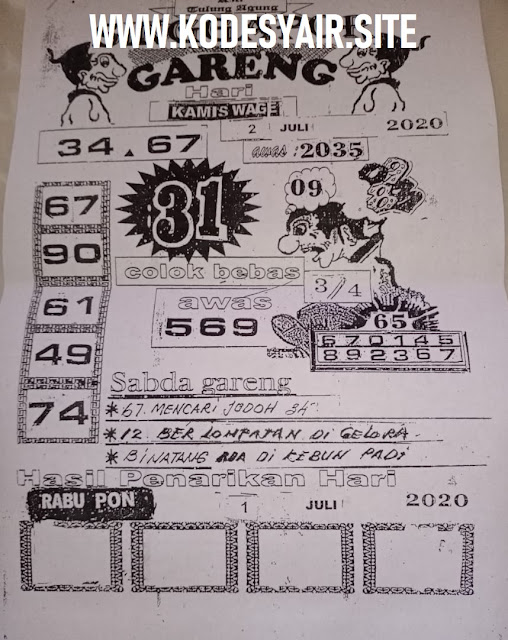 Tulung Agung
WWW.KODESYAIR.SITE
GARENG
Hari
KAMIS WAGE
2 JULI 2020
34.67
AWAS: 2035
67
31
09
90
colok bebas
3/4
61
awas
569
65
670145
892367
49
74
Sabda gareng
* 67. MENCARI JODOH 34
* 12 BER LOMPATAN DI GELORA
* BINATANG ADA DI KEBUN PADI
Hasil Penarikan Hari
RABU PON
1 JULI 2020